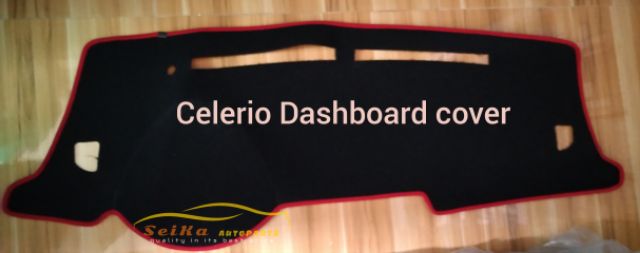 Celerio Dashboard cover
SeiKa AUTOPARTS
quality in its best